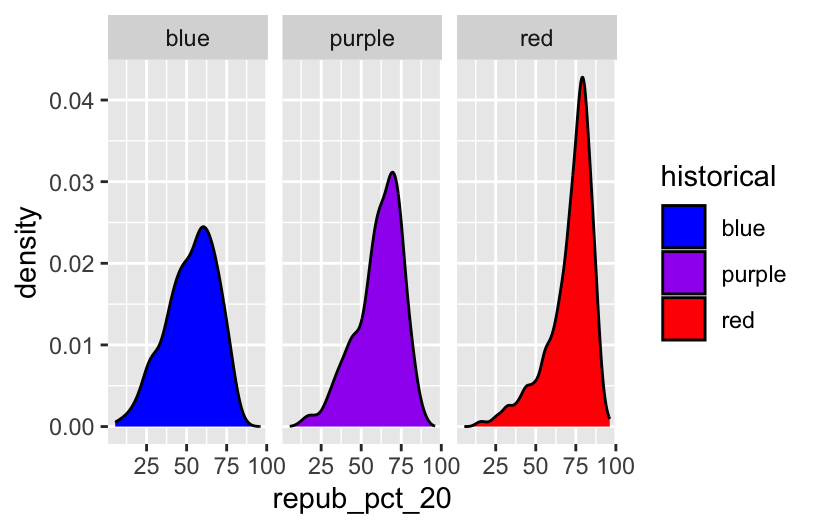 blue purple red
0.04
0.03
0.02
0.01
0.00
density
25 50 75 100 25 50 75 100 25 50 75 100
repub_pct_20
historical
blue
purple
red